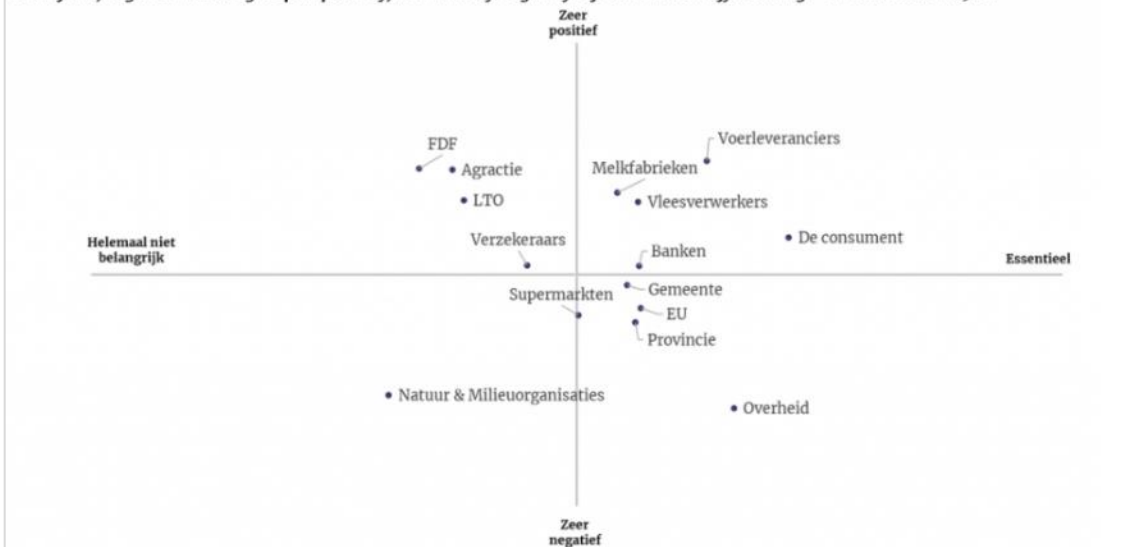 Zeer
positief
Voerleveranciers
FDF
Melkfabrieken
Agractie
LTO
Vleesverwerkers
De consument
Helemaal niet
belangrijk
Verzekeraars
Banken
Essentieel
Supermarkten
Gemeente
EU
Provincie
Natuur & Milieuorganisaties
Overheid
Zeer
negatief